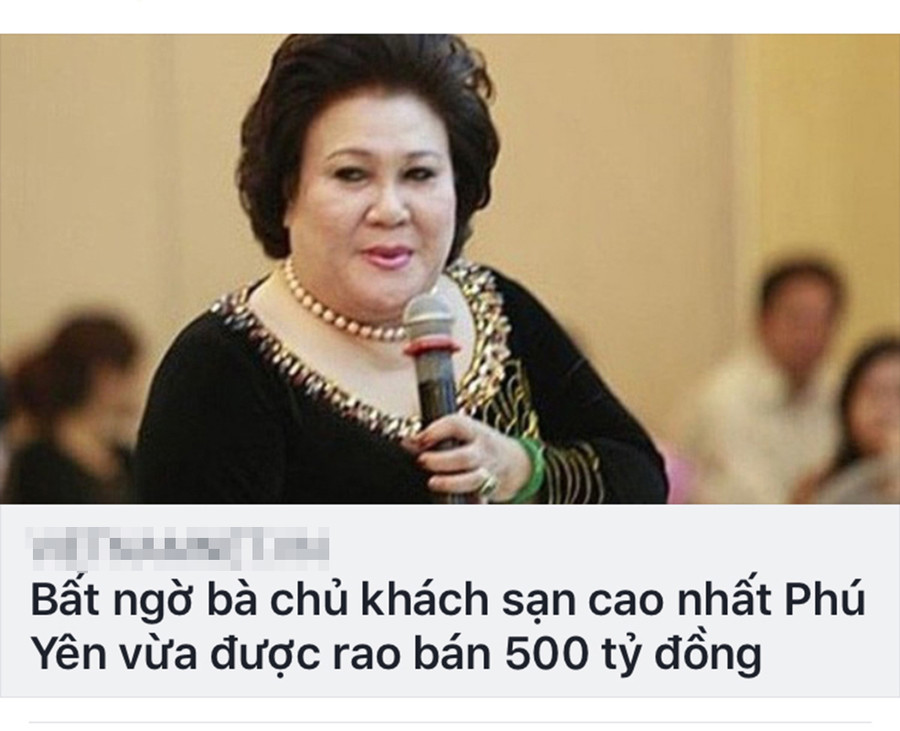 Bất ngờ bà chủ khách sạn cao nhất Phú
Yên vừa được rao bán 500 tỷ đồng